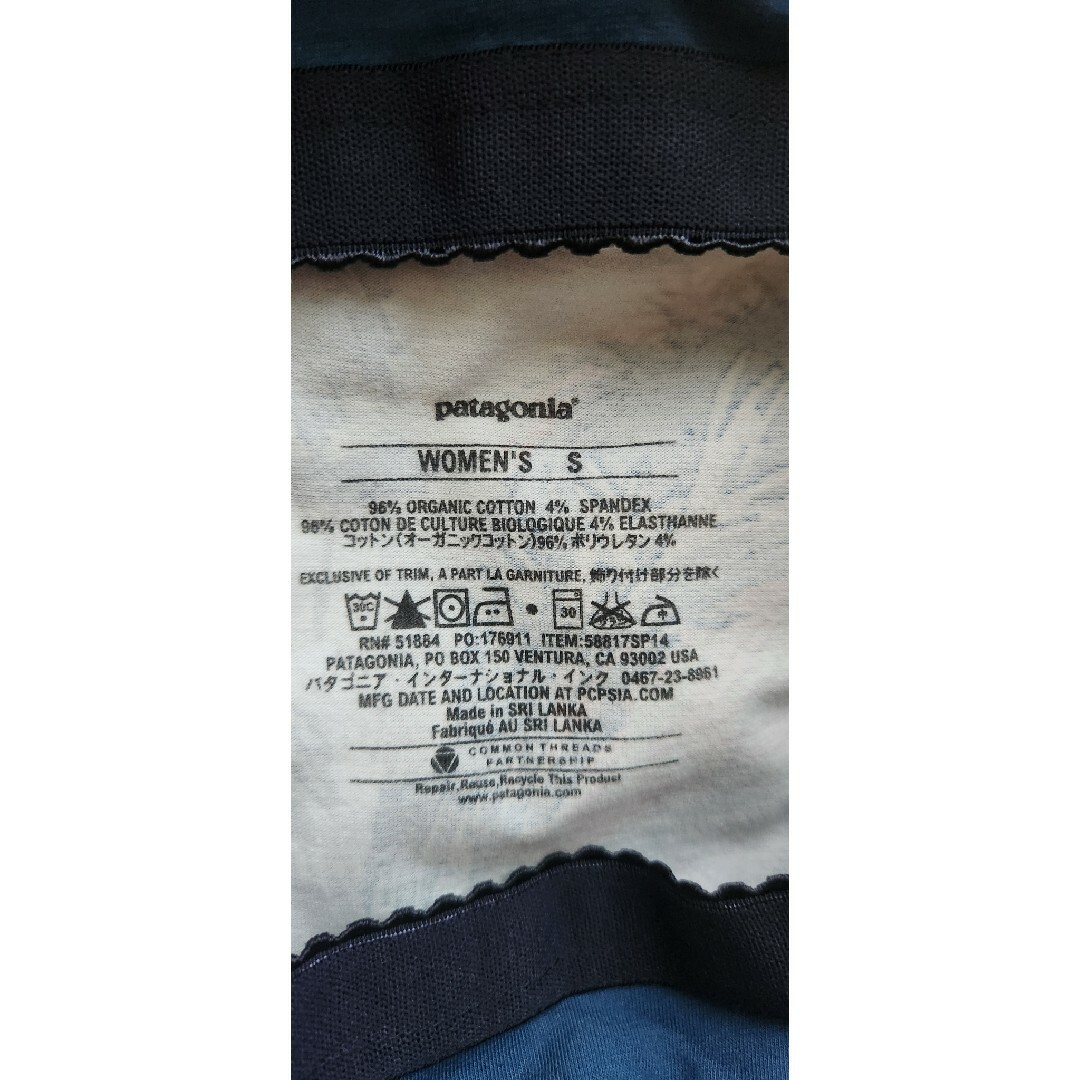 patagonia®
WOMEN'S S
96% ORGANIC COTTON 4% SPANDEX
96% COTON DE CULTURE BIOLOGIQUE 4% ELASTHANNE
コットン(オーガニックコットン)96% ポリウレタン 4%
EXCLUSIVE OF TRIM, A PART LA GARNITURE, 飾り付け部分を除く
30C 30 中
RN# 51884 PO:176911 ITEM:58817SP14
PATAGONIA, PO BOX 150 VENTURA, CA 93002 USA
パタゴニア・インターナショナル・インク 0467-23-8961
MFG DATE AND LOCATION AT PCPSIA.COM
Made in SRI LANKA
Fabriqué AU SRI LANKA
COMMON THREADS
PARTNERSHIP
Repair,Reuse,Recycle This Product
www.patagonia.com